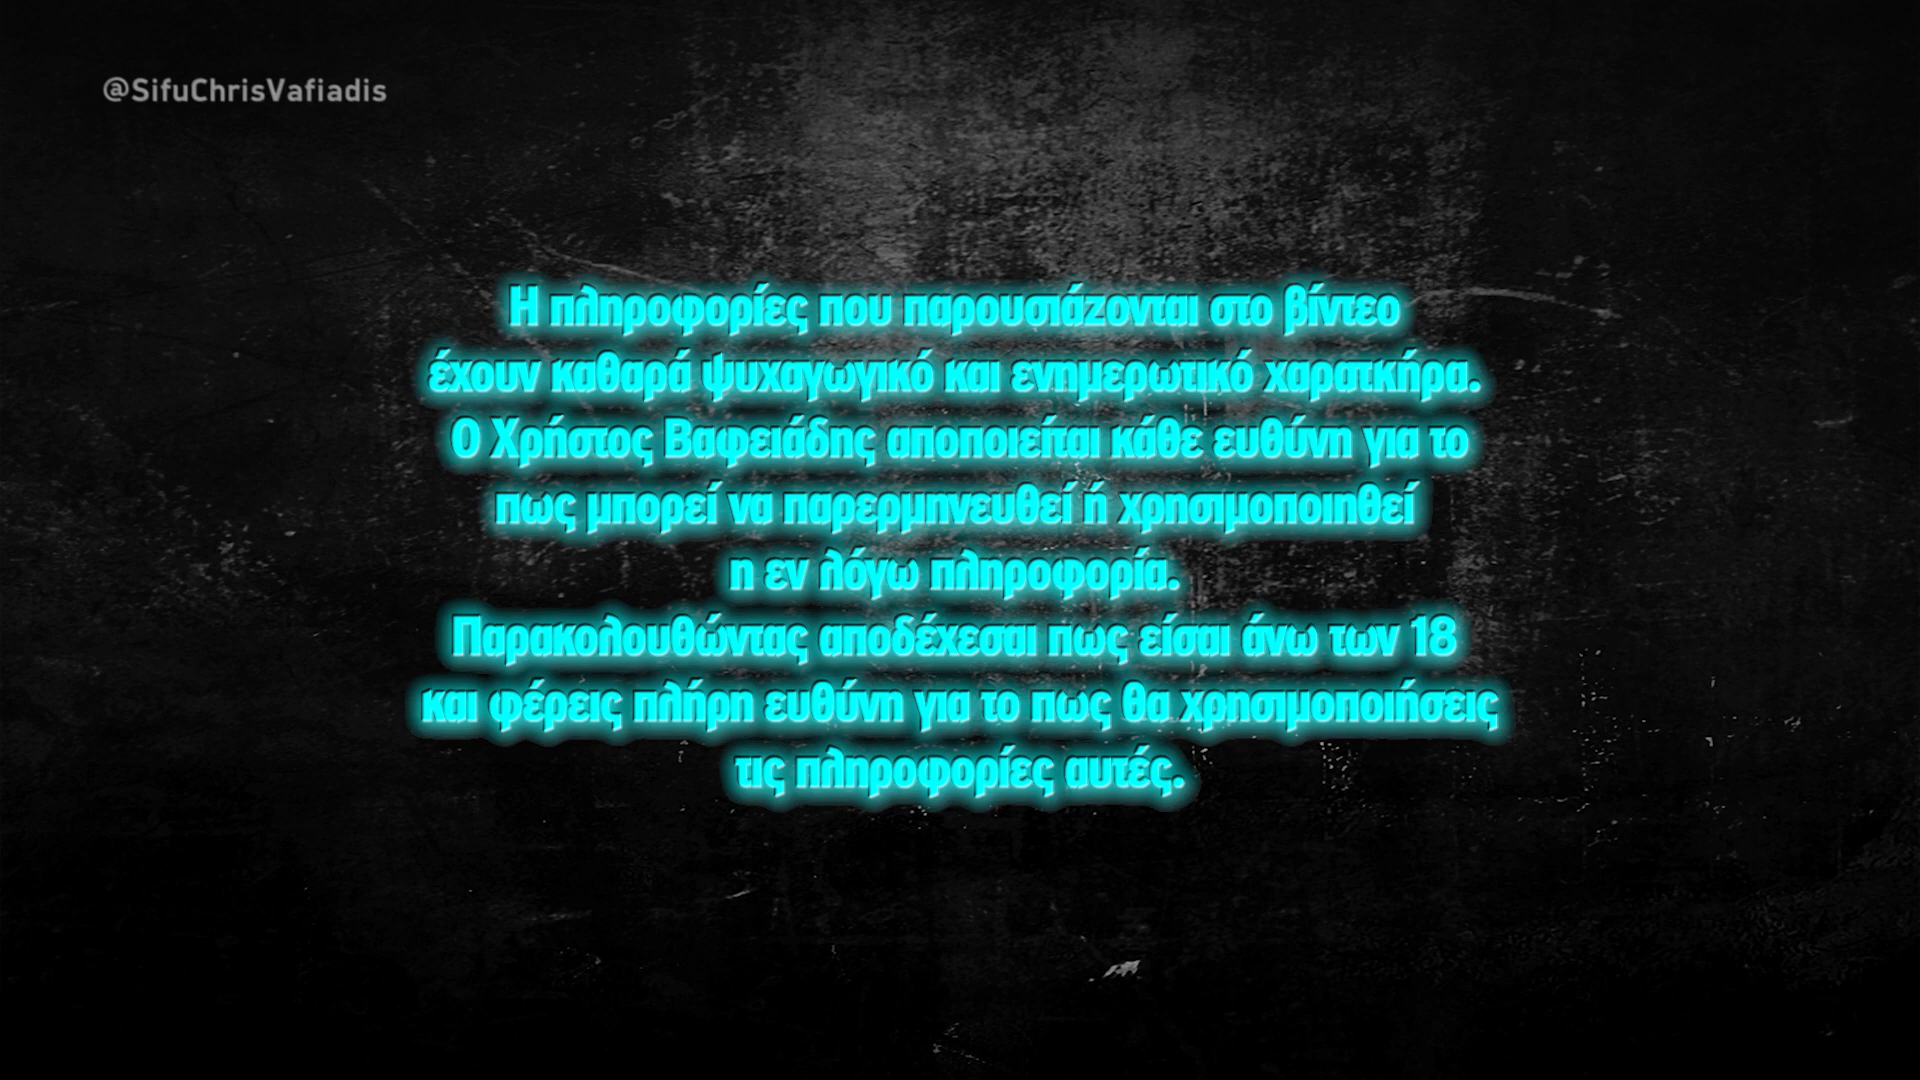 @SifuChrisVafiadis
Η πληροφορίες που παρουσιάζονται στο βίντεο
έχουν καθαρά ψυχαγωγικό και ενημερωτικό χαρατκήρα.
Ο Χρήστος Βαφειάδης αποποιείται κάθε ευθύνη για το
πως μπορεί να παρερμηνευθεί ή χρησιμοποιηθεί
η εν λόγω πληροφορία.
Παρακολουθώντας αποδέχεσαι πως είσαι άνω των 18
και φέρεις πλήρη ευθύνη για το πως θα χρησιμοποιήσεις
τις πληροφορίες αυτές.